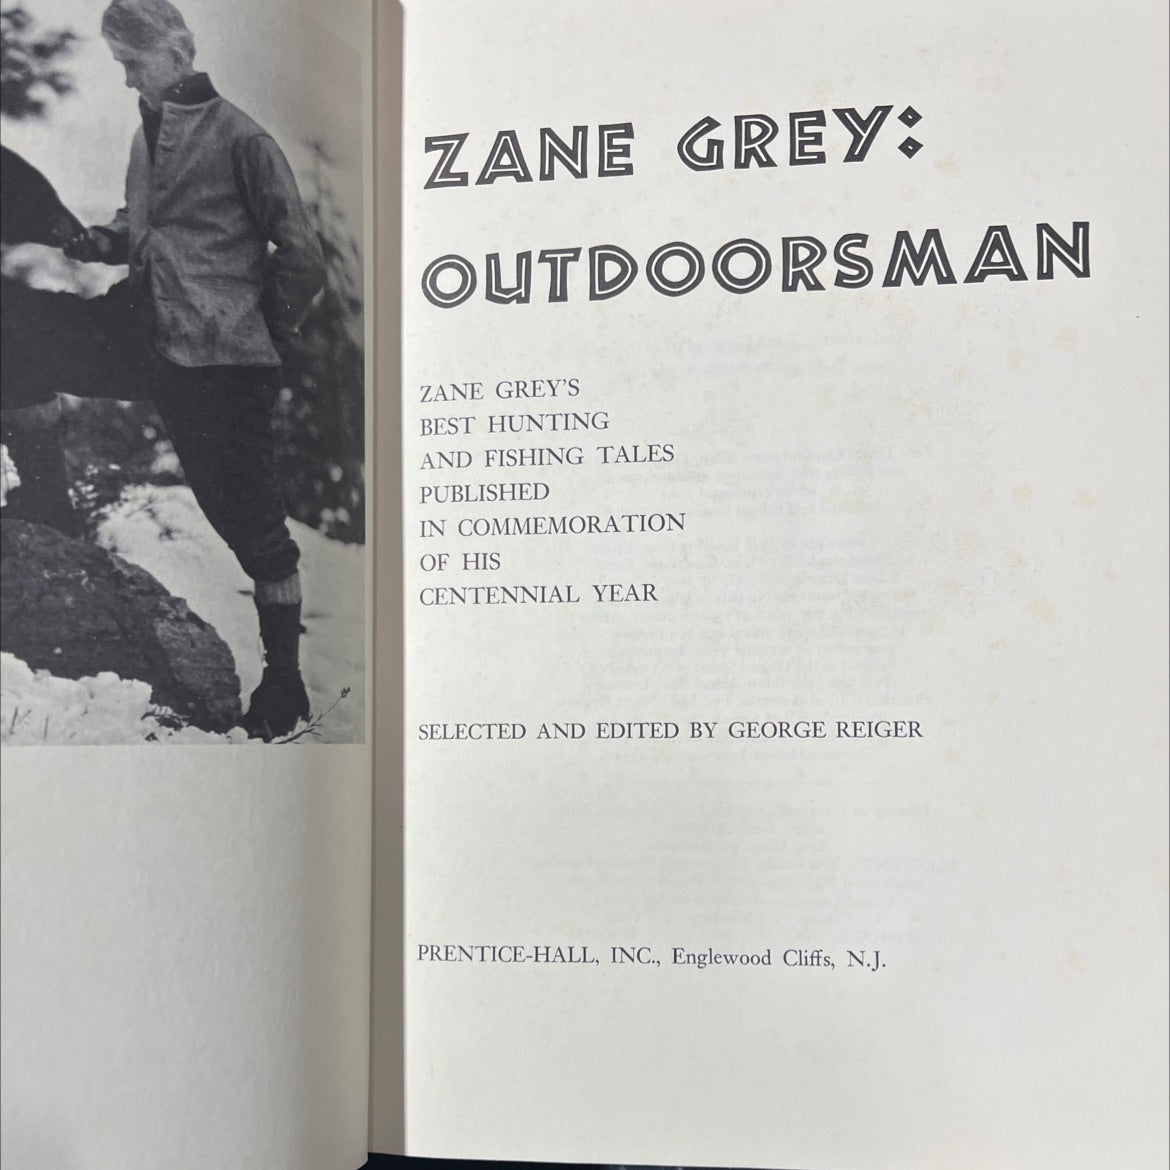 ZANE GREY:
OUTDOORSMAN
ZANE GREY'S
BEST HUNTING
AND FISHING TALES
PUBLISHED
IN COMMEMORATION
OF HIS
CENTENNIAL YEAR
SELECTED AND EDITED BY GEORGE REIGER
PRENTICE-HALL, INC., Englewood Cliffs, N.J.